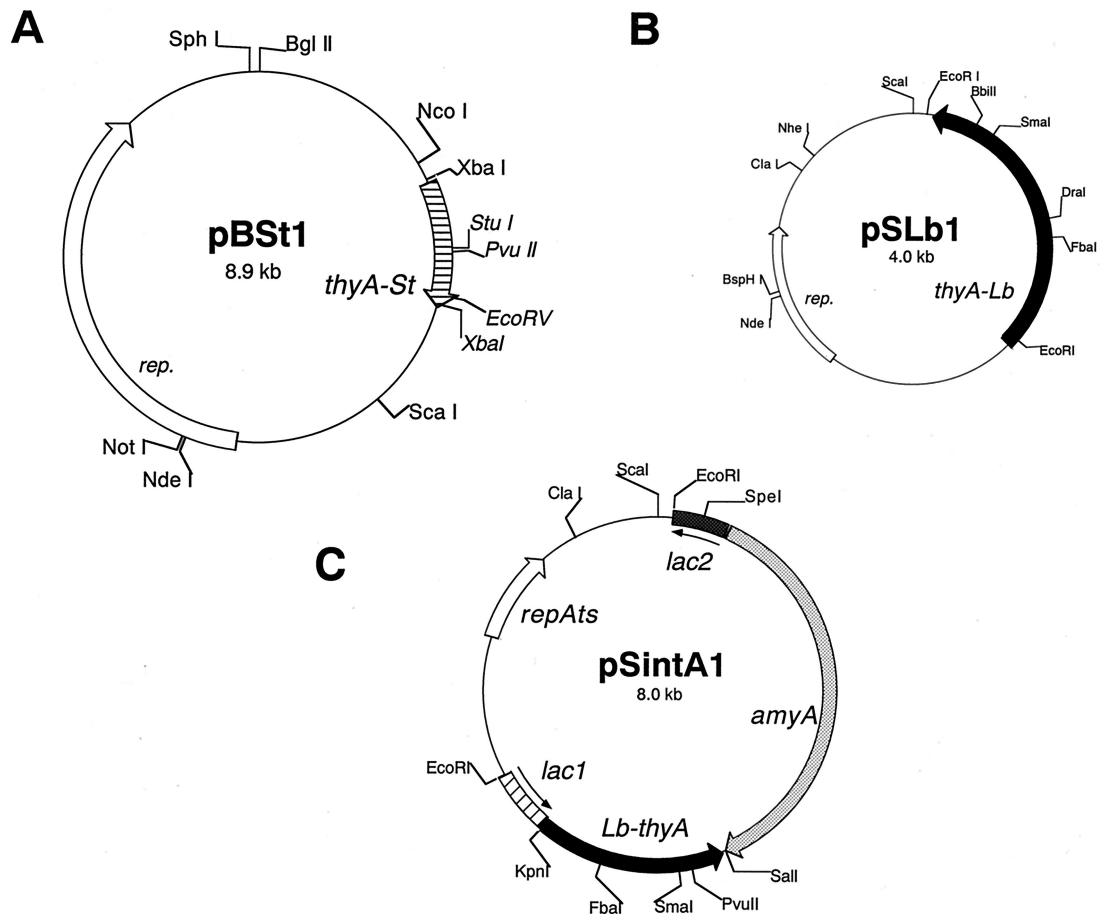 A
Sph I
Bgl II
Nco I
Xba I
Stu I
Pvu II
pBSt1
8.9 kb
thyA-St
EcoRV
XbaI
rep.
Sca I
Not I
Nde I
B
ScaI
EcoR I
BbiII
SmaI
Nhe I
Cla I
DraI
FbaI
pSLb1
4.0 kb
thyA-Lb
BspH I
rep.
Nde I
EcoRI
C
ScaI
EcoRI
SpeI
Cla I
lac2
repAts
pSintA1
8.0 kb
amyA
EcoRI
lac1
Lb-thyA
KpnI
SalI
FbaI
SmaI
PvuII